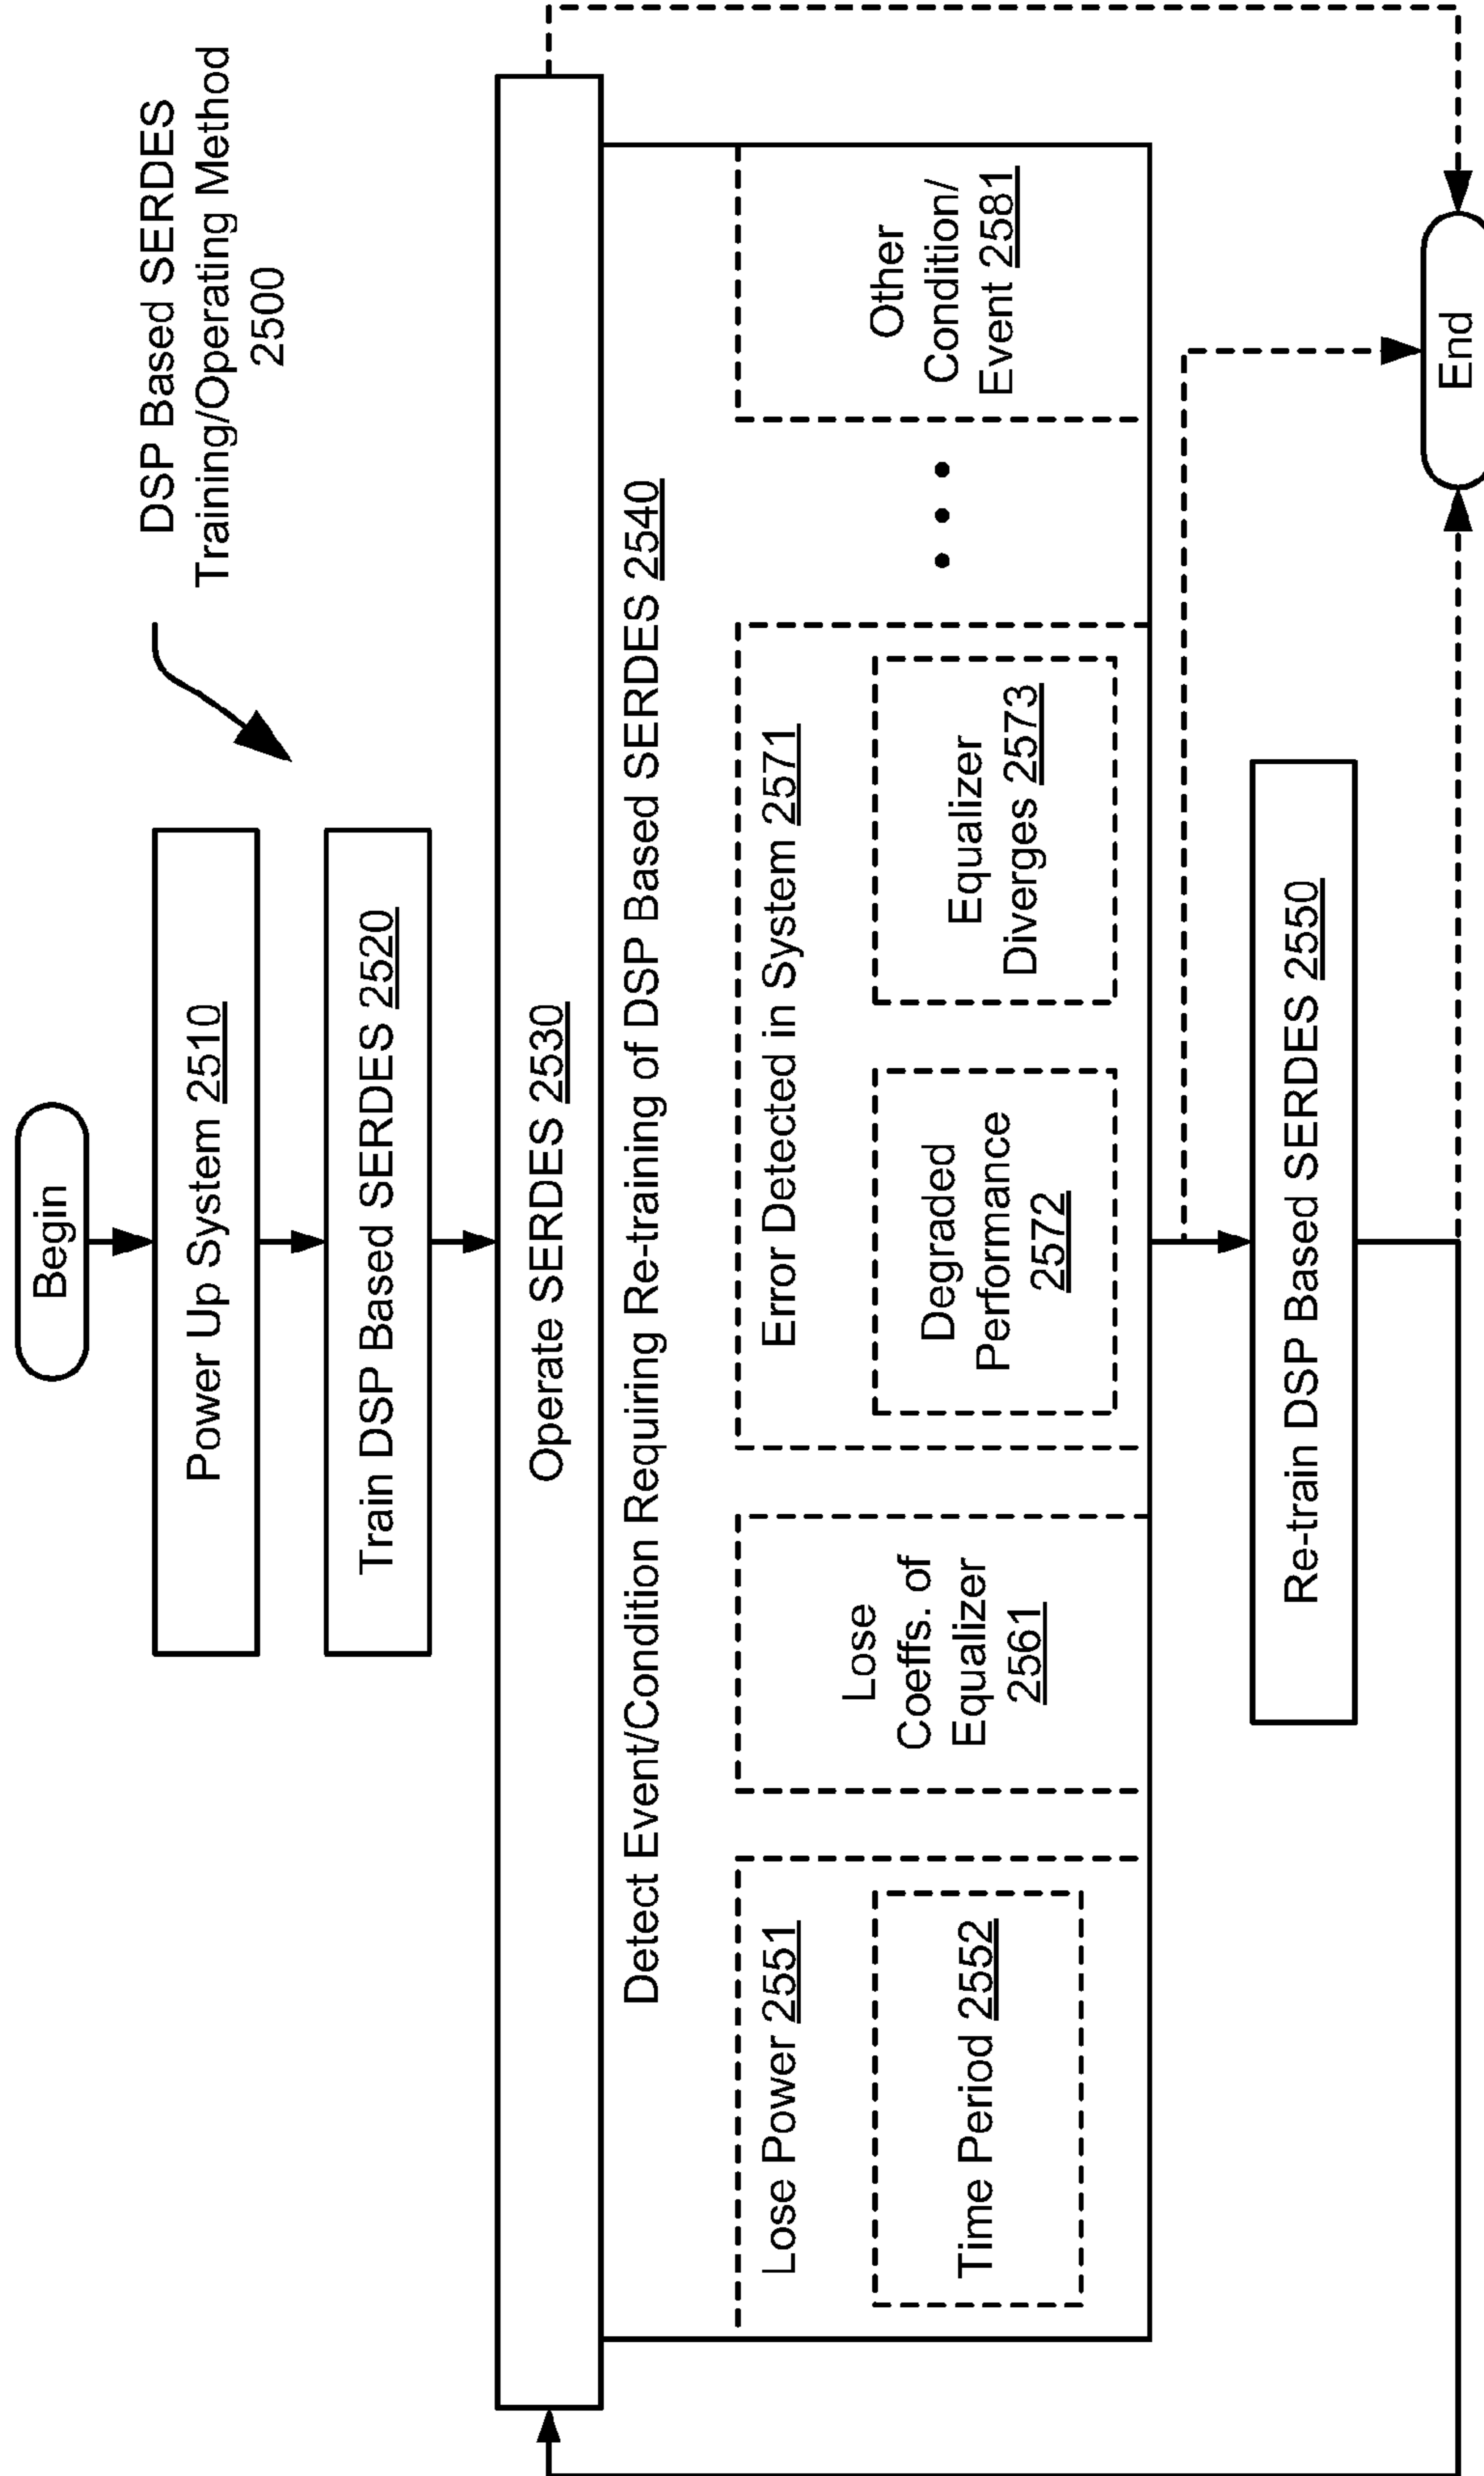 DSP Based SERDES
Training/Operating Method
2500
Begin
Power Up System 2510
Train DSP Based SERDES 2520
Operate SERDES 2530
Detect Event/Condition Requiring Re-training of DSP Based SERDES 2540
Lose Power 2551
Time Period 2552
Lose
Coeffs. of
Equalizer
2561
Error Detected in System 2571
Degraded
Performance
2572
Equalizer
Diverges 2573
Other
Condition/
Event 2581
Re-train DSP Based SERDES 2550
End